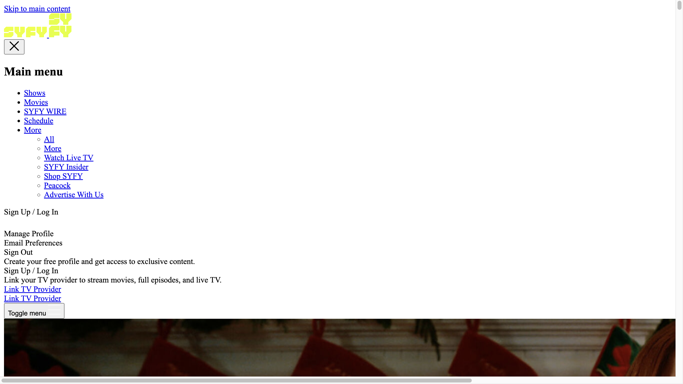 Skip to main content
SYFY SY
FY
Main menu
Shows
Movies
SYFY WIRE
Schedule
More
All
More
Watch Live TV
SYFY Insider
Shop SYFY
Peacock
Advertise With Us
Sign Up / Log In
Manage Profile
Email Preferences
Sign Out
Create your free profile and get access to exclusive content.
Sign Up / Log In
Link your TV provider to stream movies, full episodes, and live TV.
Link TV Provider
Link TV Provider
Toggle menu